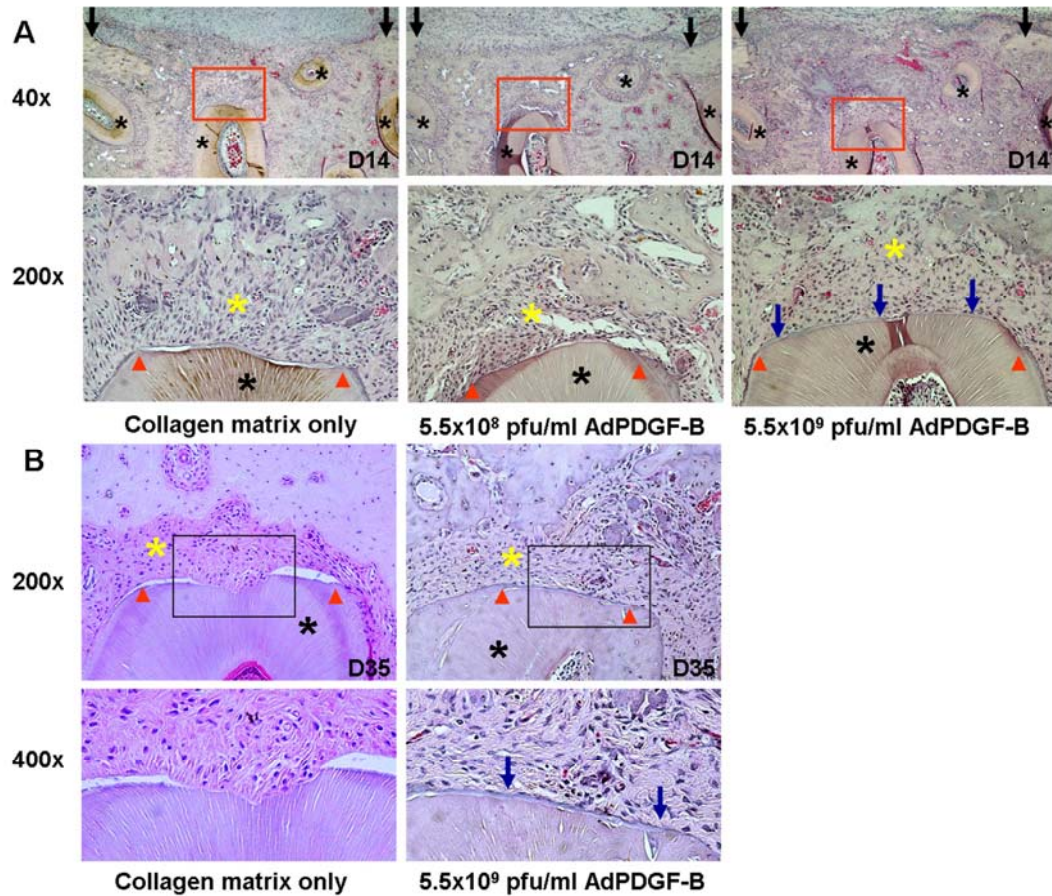 A
40x
D14
D14
D14
200x
Collagen matrix only
5.5x10⁸ pfu/ml AdPDGF-B
5.5x10⁹ pfu/ml AdPDGF-B
B
200x
D35
D35
400x
Collagen matrix only
5.5x10⁹ pfu/ml AdPDGF-B